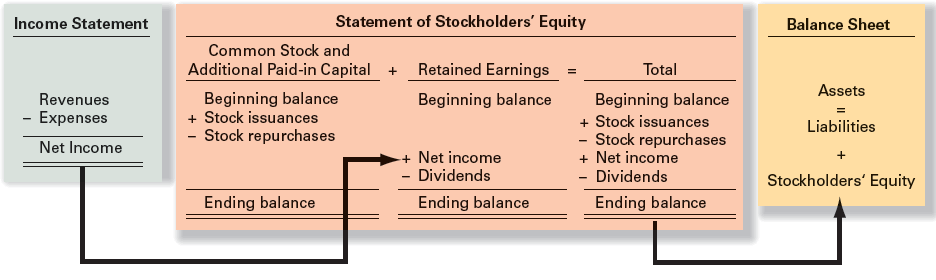 Income Statement
Revenues
– Expenses
Net Income
Statement of Stockholders’ Equity
Common Stock and
Additional Paid-in Capital + Retained Earnings = Total
Beginning balance Beginning balance Beginning balance
+ Stock issuances + Stock issuances
– Stock repurchases – Stock repurchases
+ Net income + Net income
– Dividends – Dividends
Ending balance Ending balance Ending balance
Balance Sheet
Assets
=
Liabilities
+
Stockholders‘ Equity